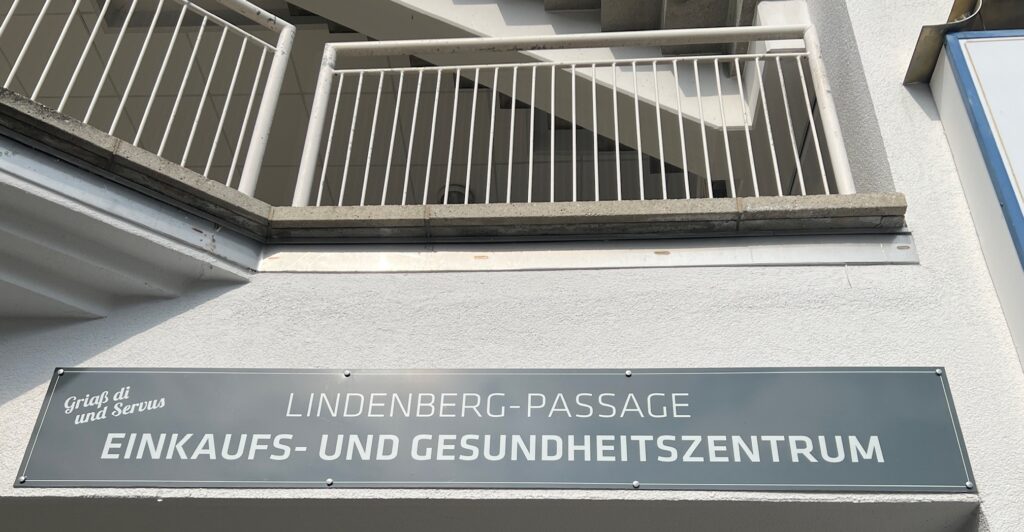 Griaß di
und Servus
LINDENBERG-PASSAGE
EINKAUFS- UND GESUNDHEITSZENTRUM